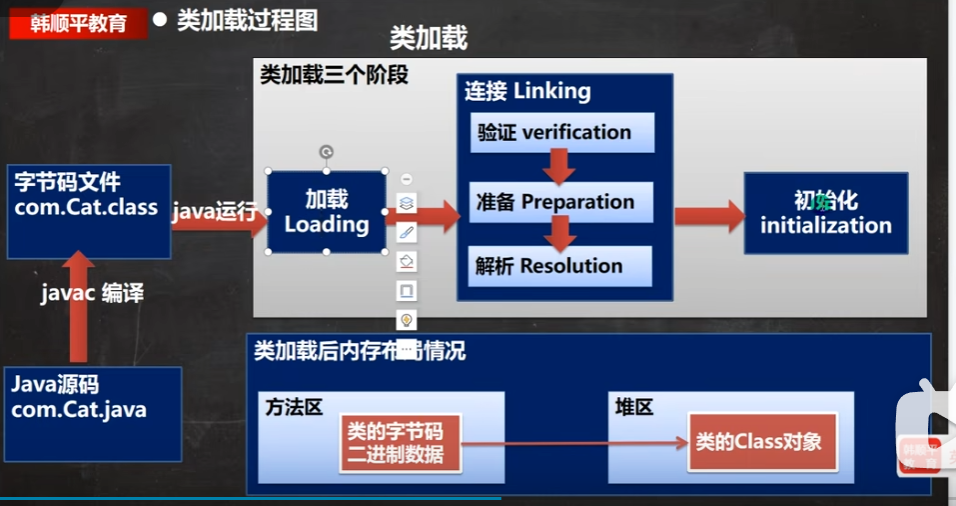 韩顺平教育
● 类加载过程图
类加载
类加载三个阶段
连接 Linking
验证 verification
准备 Preparation
解析 Resolution
字节码文件
com.Cat.class
java运行
加载
Loading
初始化
initialization
javac 编译
Java源码
com.Cat.java
类加载后内存布局情况
方法区
类的字节码
二进制数据
堆区
类的Class对象
韩顺平
教育